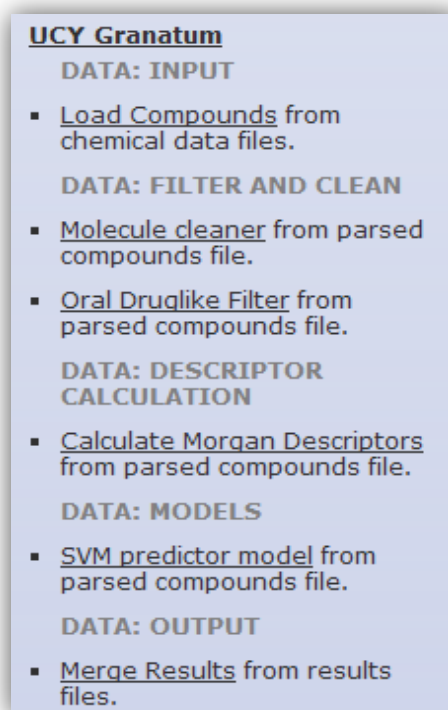 UCY Granatum
DATA: INPUT
▪ Load Compounds from
chemical data files.
DATA: FILTER AND CLEAN
▪ Molecule cleaner from parsed
compounds file.
▪ Oral Druglike Filter from
parsed compounds file.
DATA: DESCRIPTOR
CALCULATION
▪ Calculate Morgan Descriptors
from parsed compounds file.
DATA: MODELS
▪ SVM predictor model from
parsed compounds file.
DATA: OUTPUT
▪ Merge Results from results
files.